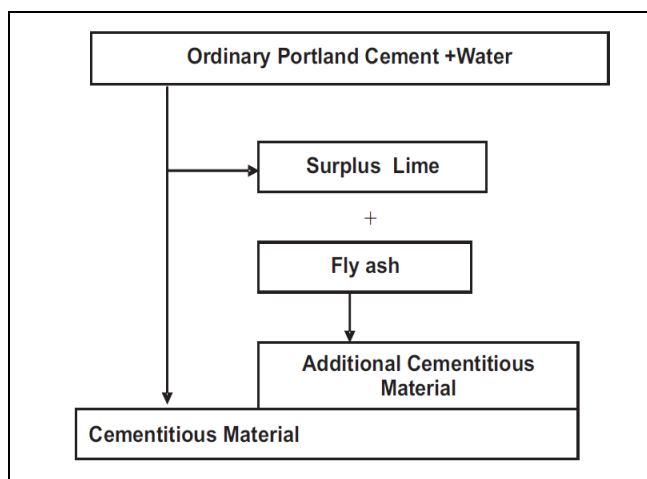 Ordinary Portland Cement +Water
Surplus Lime
+
Fly ash
Additional Cementitious
Material
Cementitious Material